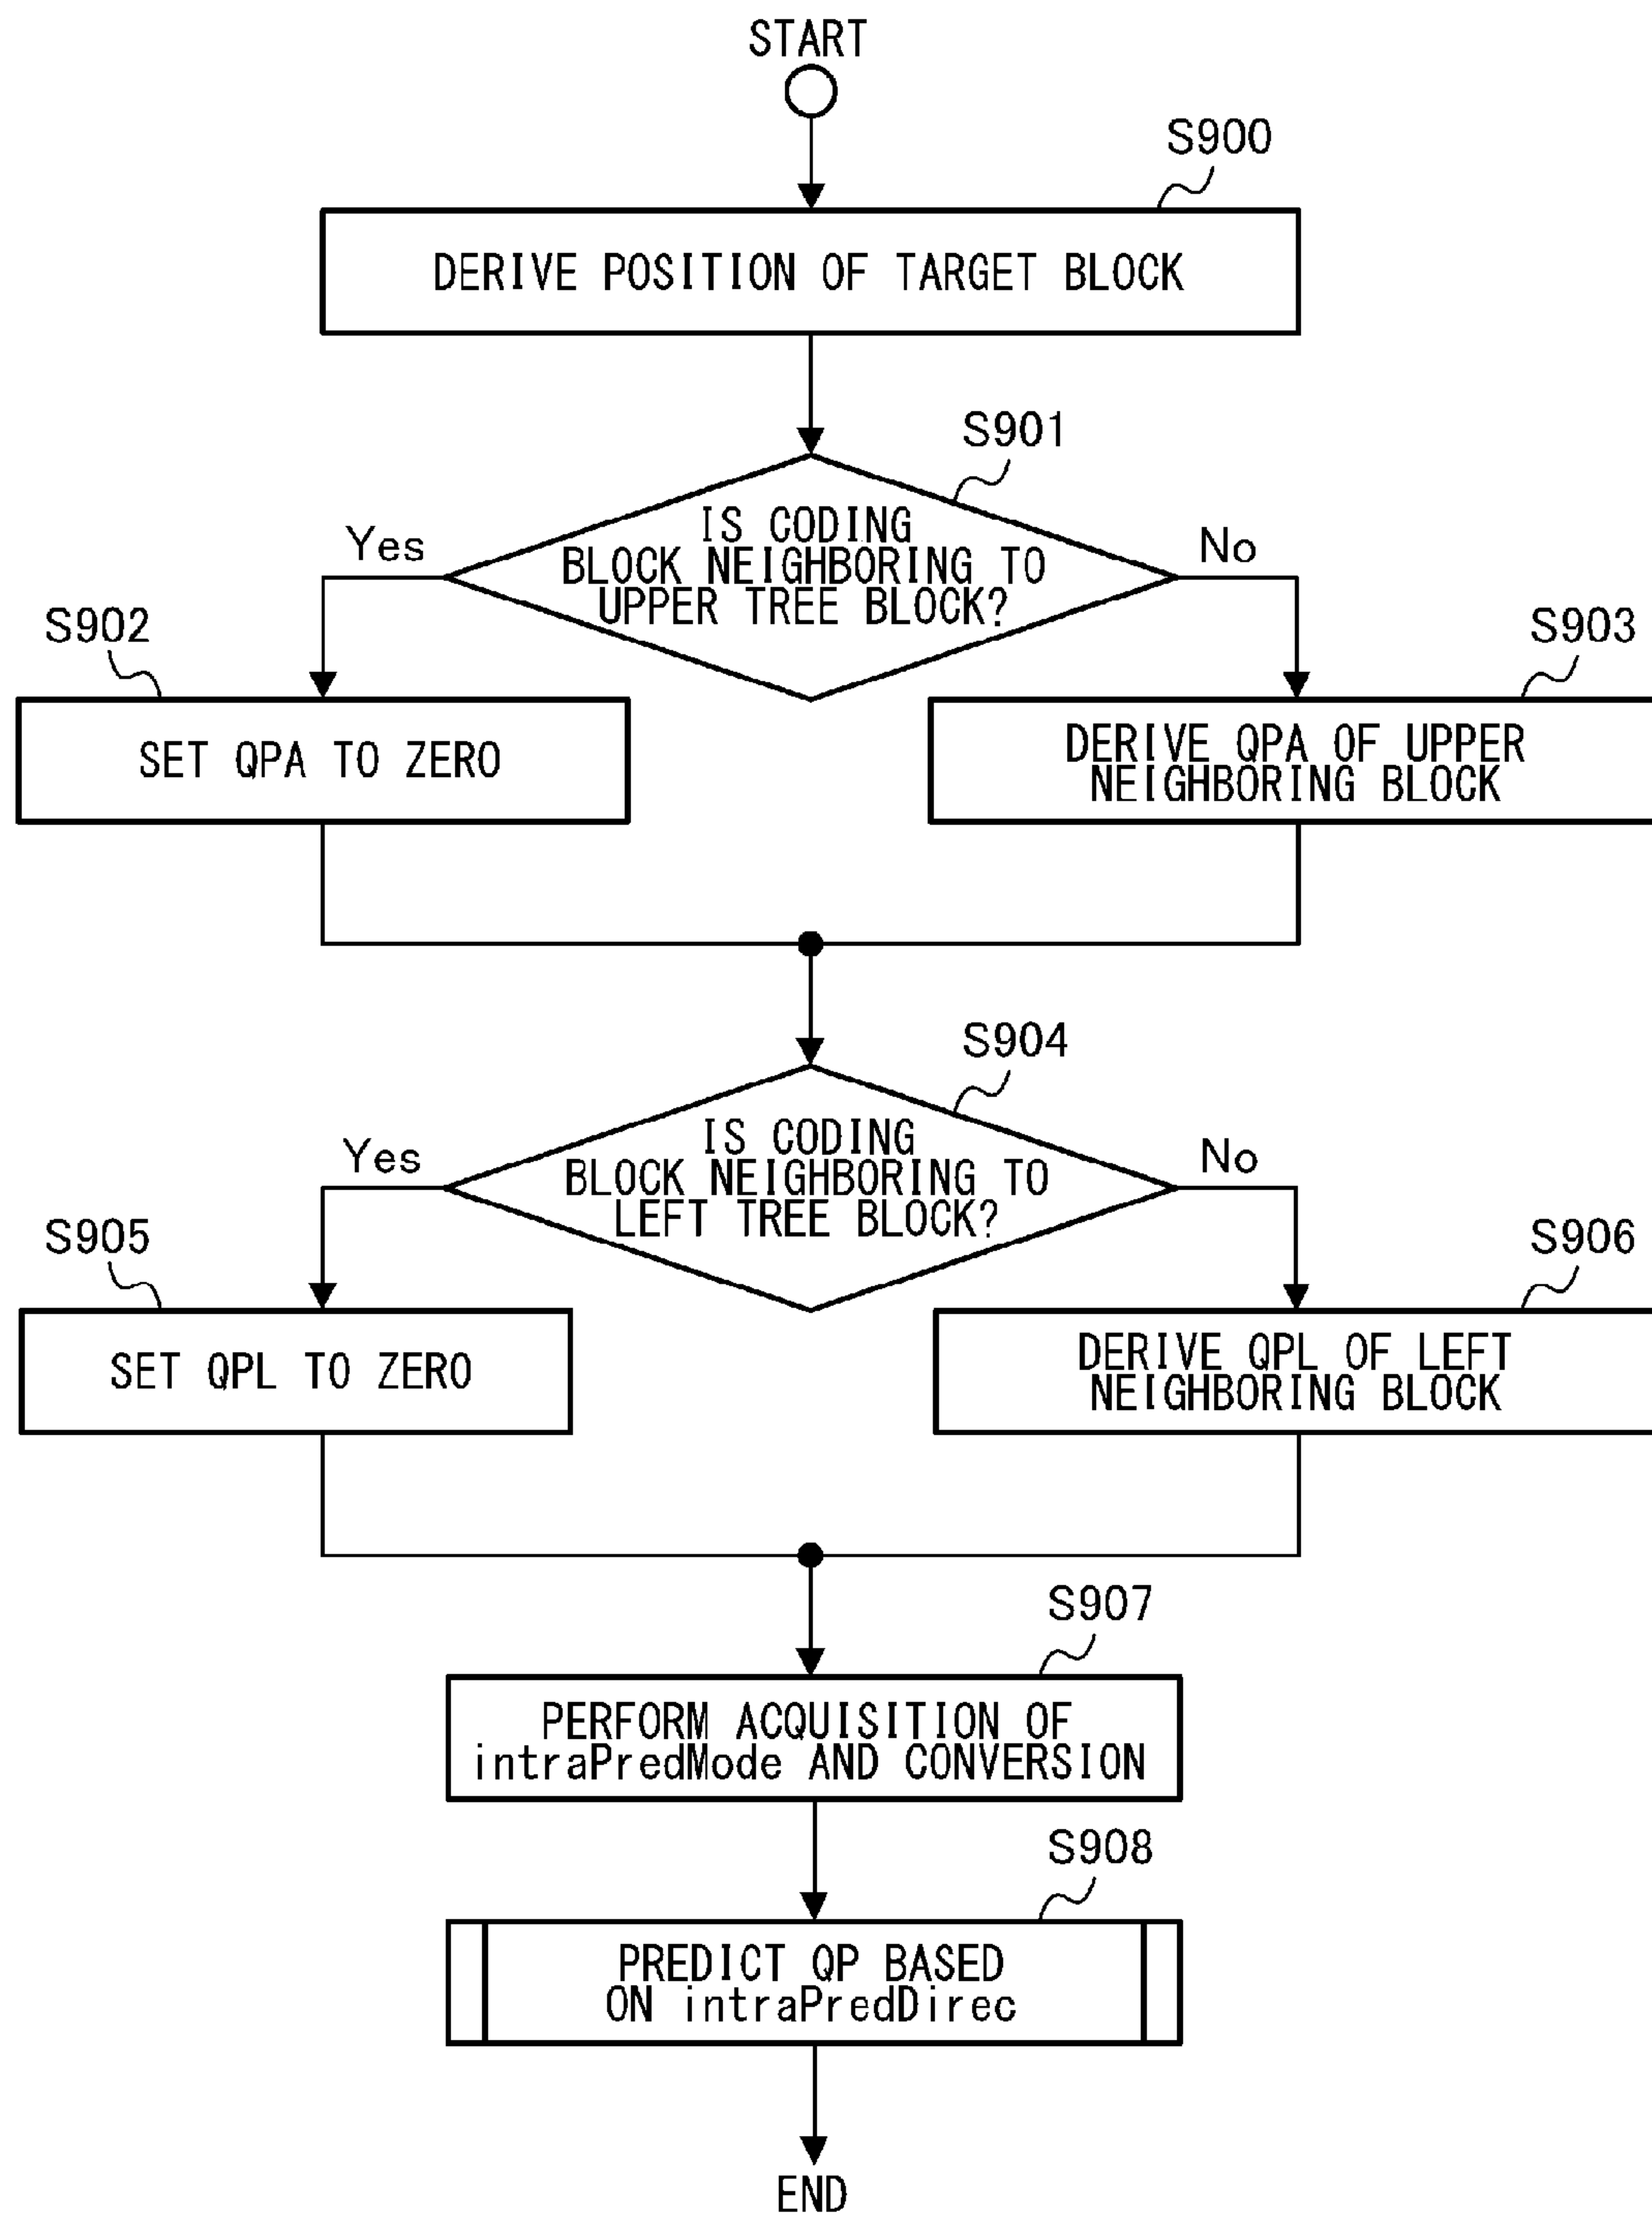 START
S900
DERIVE POSITION OF TARGET BLOCK
S901
IS CODING
BLOCK NEIGHBORING TO
UPPER TREE BLOCK?
Yes
No
S902
S903
SET QPA TO ZERO
DERIVE QPA OF UPPER
NEIGHBORING BLOCK
S904
IS CODING
BLOCK NEIGHBORING TO
LEFT TREE BLOCK?
Yes
No
S905
S906
SET QPL TO ZERO
DERIVE QPL OF LEFT
NEIGHBORING BLOCK
S907
PERFORM ACQUISITION OF
intraPredMode AND CONVERSION
S908
PREDICT QP BASED
ON intraPredDirec
END